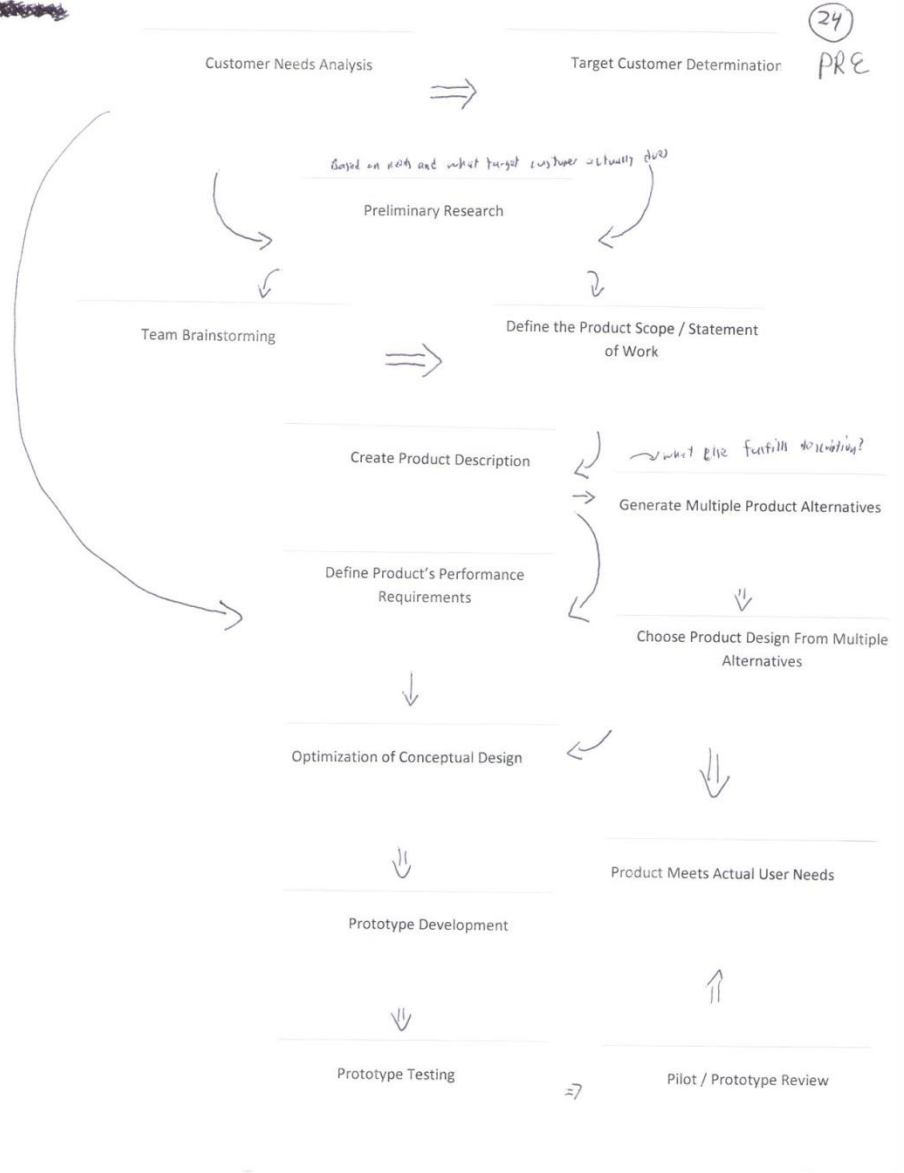 24
Customer Needs Analysis
Target Customer Determination
PRE
Based on needs and what target customer actually does
Preliminary Research
Team Brainstorming
Define the Product Scope / Statement
of Work
Create Product Description
what else funfills description?
Generate Multiple Product Alternatives
Define Product's Performance
Requirements
Choose Product Design From Multiple
Alternatives
Optimization of Conceptual Design
Product Meets Actual User Needs
Prototype Development
Prototype Testing
Pilot / Prototype Review